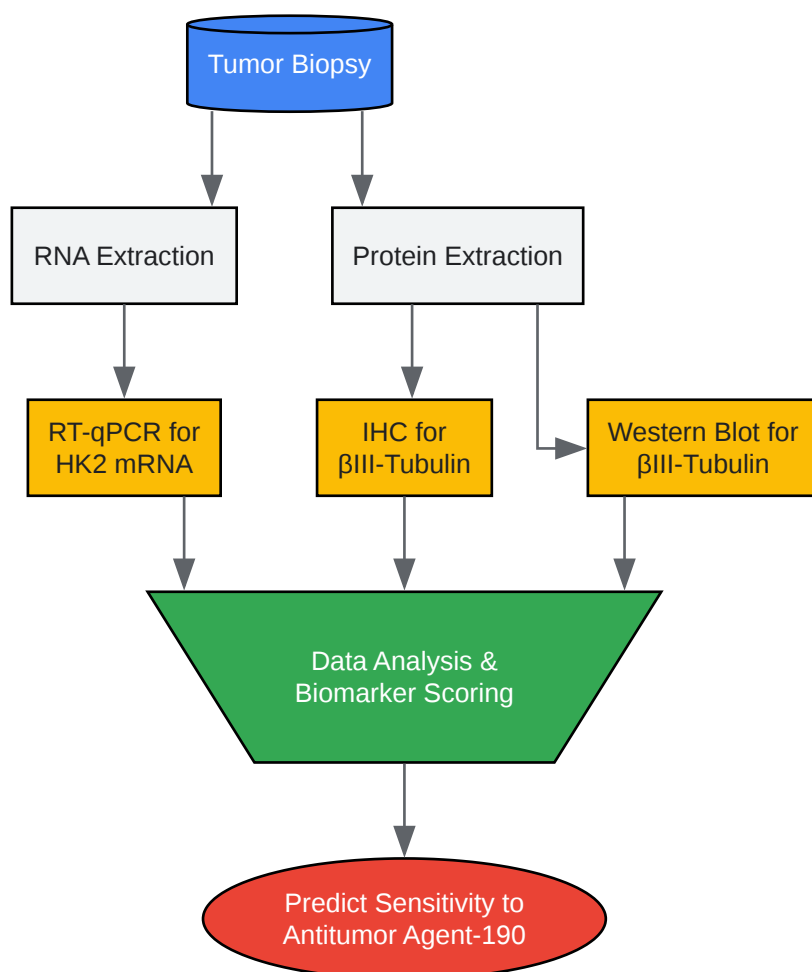 Tumor Biopsy
RNA Extraction
Protein Extraction
RT-qPCR for
HK2 mRNA
IHC for
βIII-Tubulin
Western Blot for
βIII-Tubulin
Data Analysis &
Biomarker Scoring
Predict Sensitivity to
Antitumor Agent-190